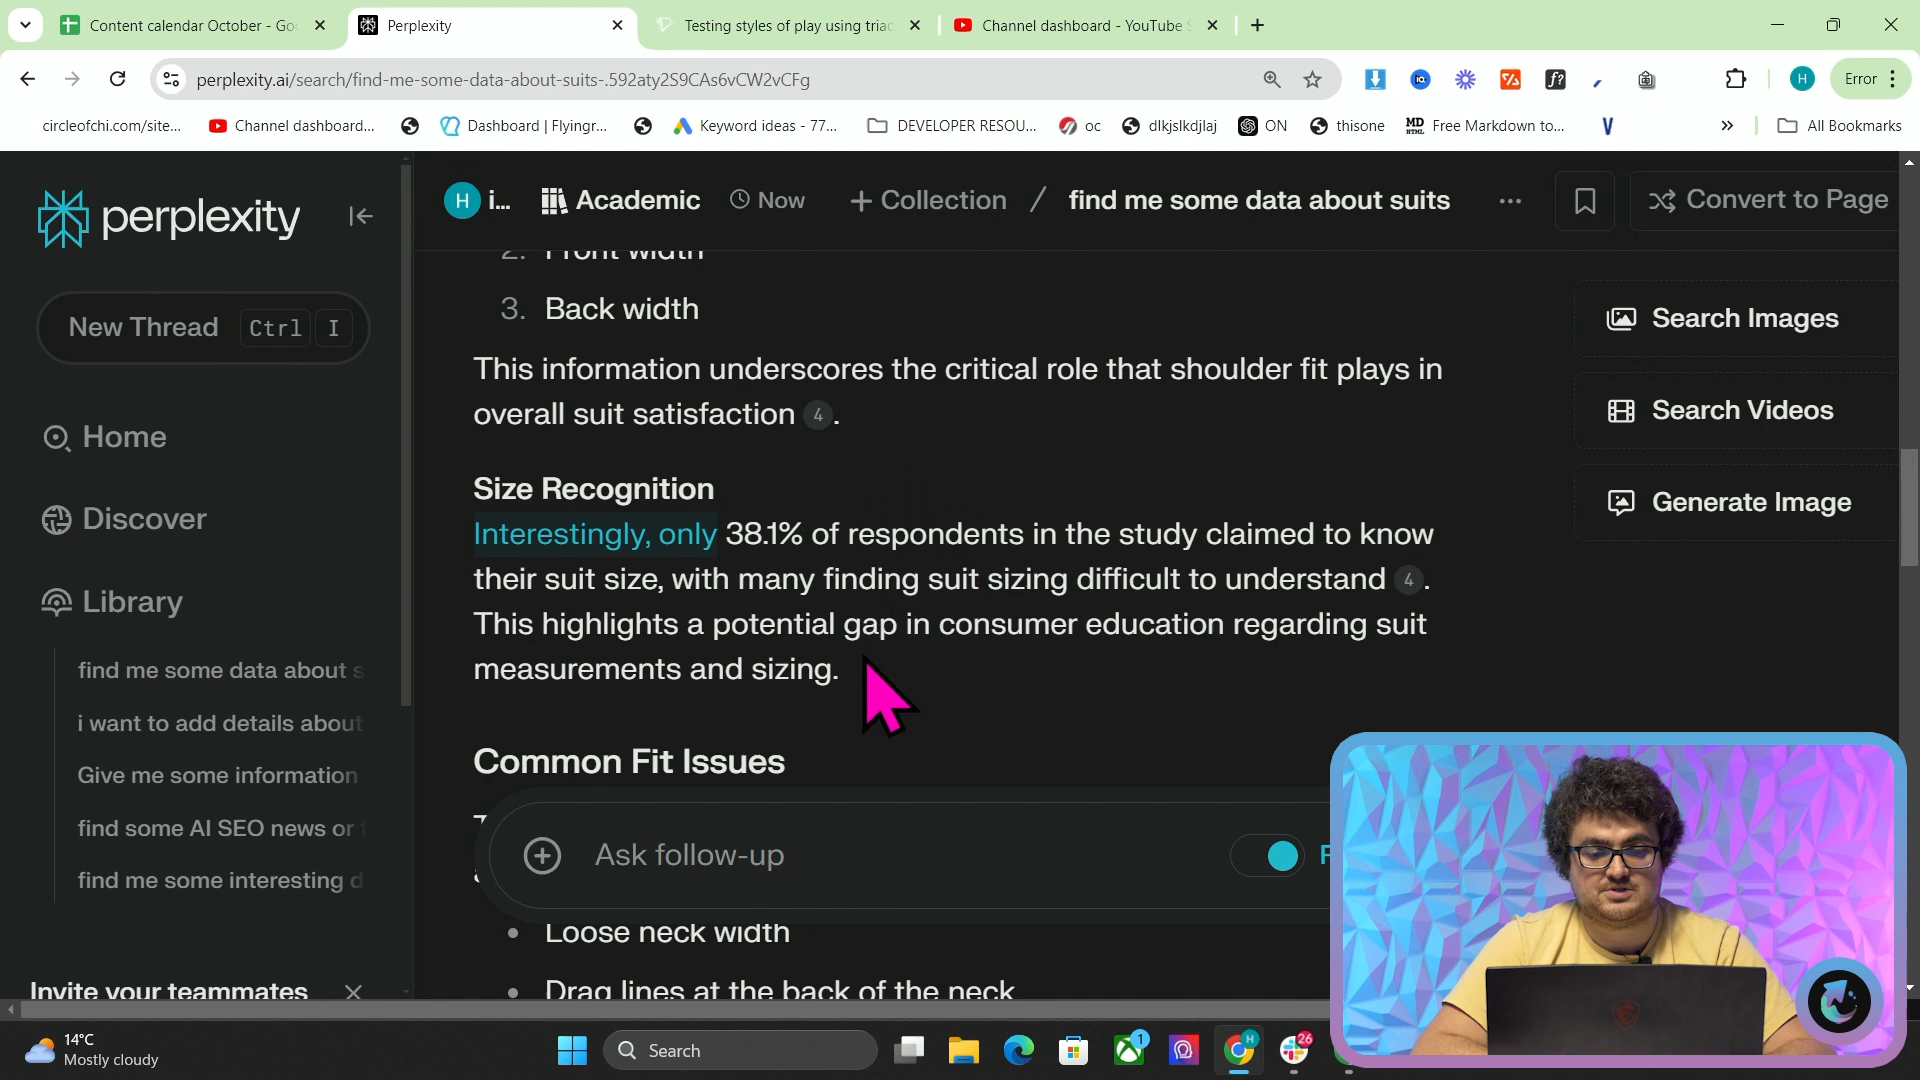 Content calendar October - Go
Perplexity
Testing styles of play using triad
Channel dashboard - YouTube S
perplexity.ai/search/find-me-some-data-about-suits-.592aty2S9CAs6vCW2vCFg
H
Error
circleofchi.com/site...
Channel dashboard...
Dashboard | Flyingr...
Keyword ideas - 77...
DEVELOPER RESOU...
oc
dlkjslkdjlaj
ON
thisone
Free Markdown to...
All Bookmarks
perplexity
H i...
Academic
Now
Collection / find me some data about suits
Convert to Page
New Thread Ctrl I
Home
Discover
Library
find me some data about s
i want to add details about
Give me some information
find some AI SEO news or t
find me some interesting d
Invite your teammates
2. Front width
3. Back width
This information underscores the critical role that shoulder fit plays in
overall suit satisfaction 4 .
Size Recognition
Interestingly, only 38.1% of respondents in the study claimed to know
their suit size, with many finding suit sizing difficult to understand 4 .
This highlights a potential gap in consumer education regarding suit
measurements and sizing.
Common Fit Issues
Ask follow-up
Loose neck width
Drag lines at the back of the neck
Search Images
Search Videos
Generate Image
14°C
Mostly cloudy
Search
1
H
26